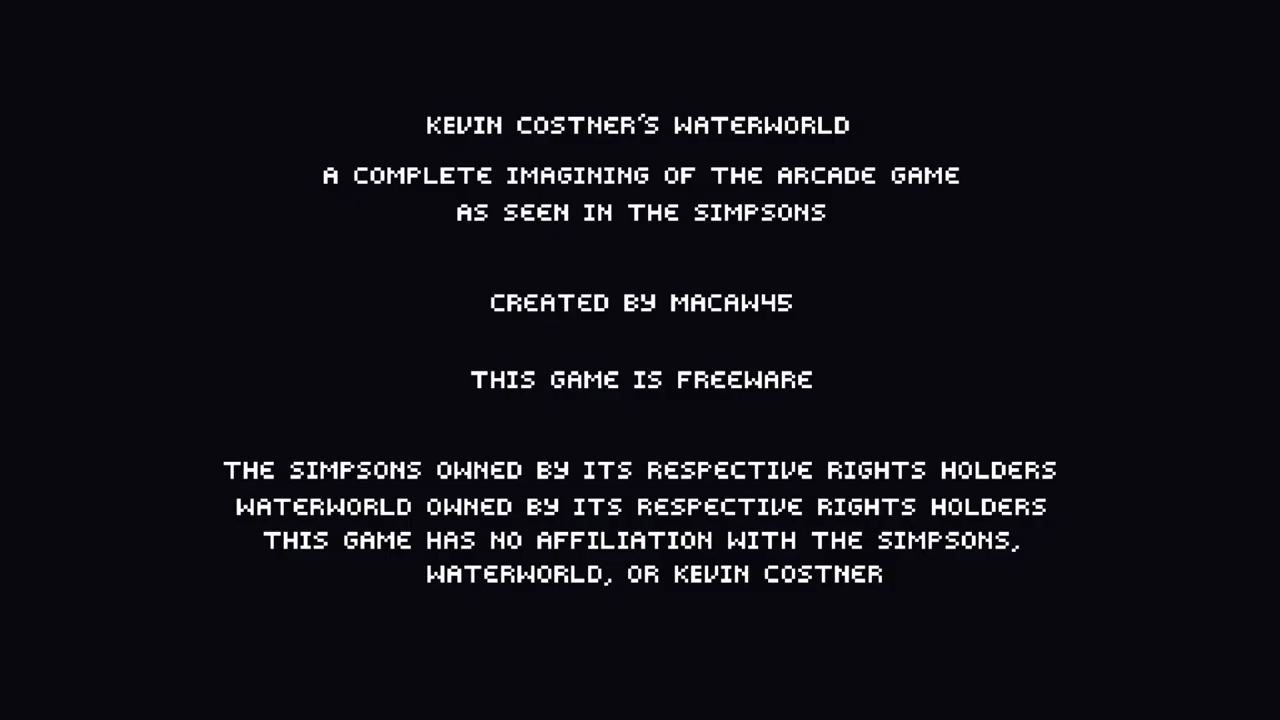 KEVIN COSTNER'S WATERWORLD
A COMPLETE IMAGINING OF THE ARCADE GAME
AS SEEN IN THE SIMPSONS
CREATED BY MACAW45
THIS GAME IS FREEWARE
THE SIMPSONS OWNED BY ITS RESPECTIVE RIGHTS HOLDERS
WATERWORLD OWNED BY ITS RESPECTIVE RIGHTS HOLDERS
THIS GAME HAS NO AFFILIATION WITH THE SIMPSONS,
WATERWORLD, OR KEVIN COSTNER